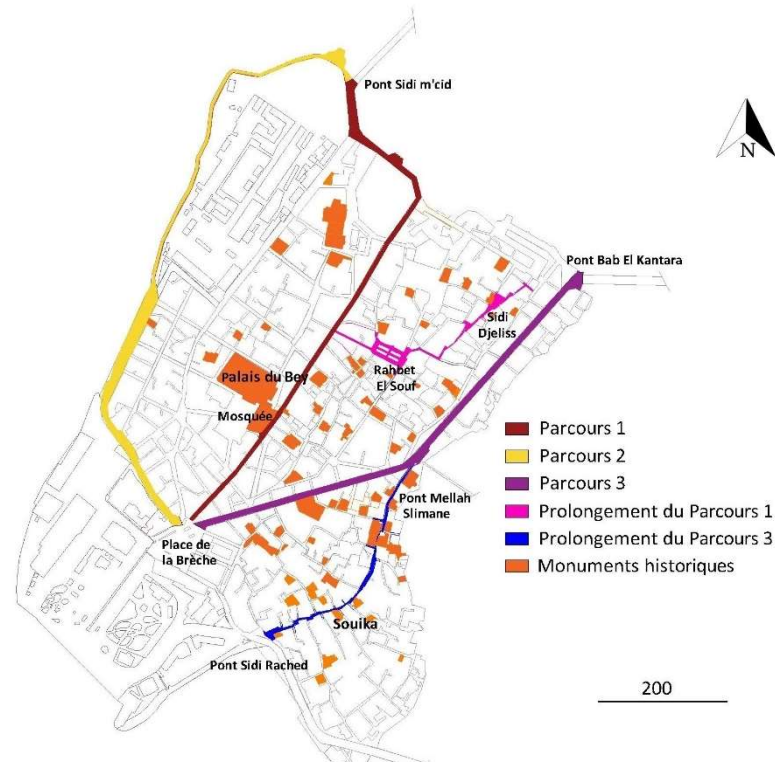 Pont Sidi m'cid
N
Pont Bab El Kantara
Sidi
Djeliss
Rahbet
El Souf
Palais du Bey
Mosquée
Parcours 1
Parcours 2
Parcours 3
Prolongement du Parcours 1
Prolongement du Parcours 3
Monuments historiques
Pont Mellah
Slimane
Place de
la Brèche
Souika
Pont Sidi Rached
200